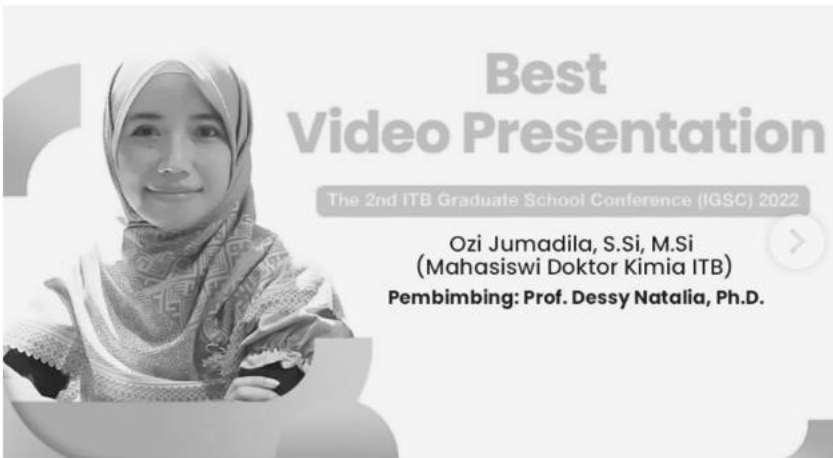 Best
Video Presentation
The 2nd ITB Graduate School Conference (IGSC) 2022
Ozi Jumadila, S.Si, M.Si
(Mahasiswi Doktor Kimia ITB)
Pembimbing: Prof. Dessy Natalia, Ph.D.